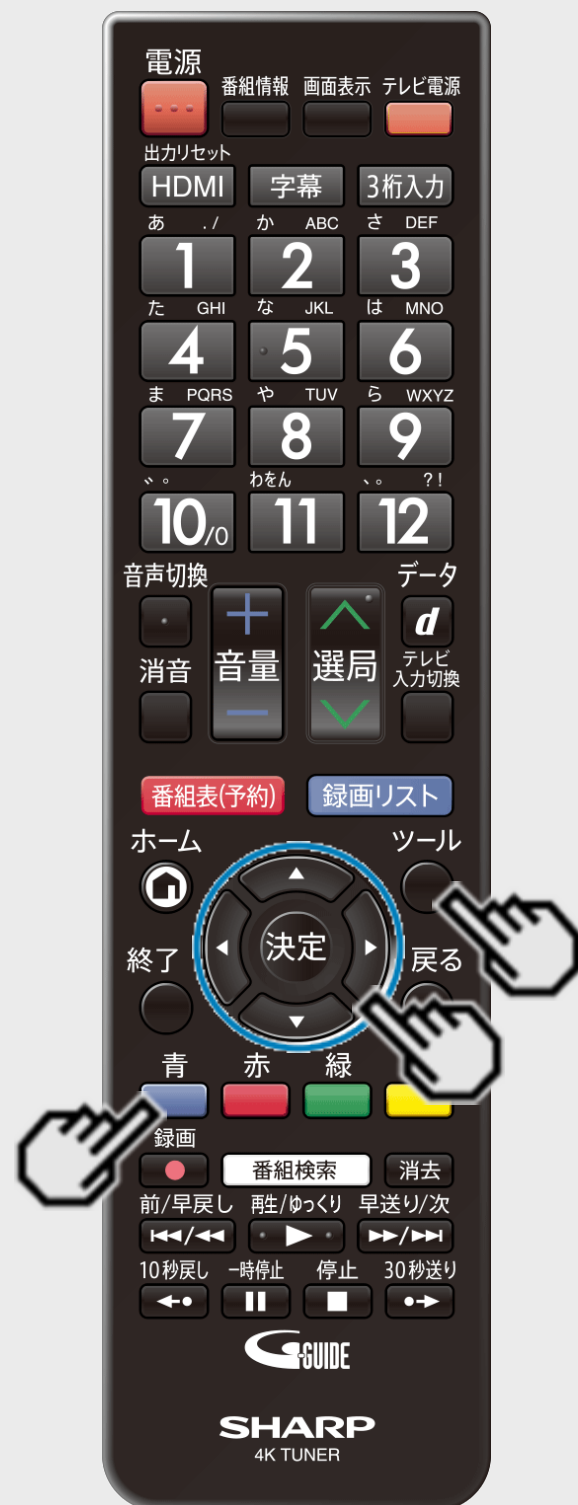 電源
番組情報 画面表示 テレビ電源
出力リセット
HDMI 字幕 3桁入力
あ ./ か ABC さ DEF
1 2 3
た GHI な JKL は MNO
4 5 6
ま PQRS や TUV ら WXYZ
7 8 9
゛゜ わをん 、。 ?!
10/0 11 12
音声切換 データ
+ d
消音 音量 選局 テレビ
入力切換
−
番組表(予約) 録画リスト
ホーム ツール
決定
終了 戻る
青 赤 緑
録画
番組検索 消去
前/早戻し 再生/ゆっくり 早送り/次
10秒戻し 一時停止 停止 30秒送り
G-GUIDE
SHARP
4K TUNER